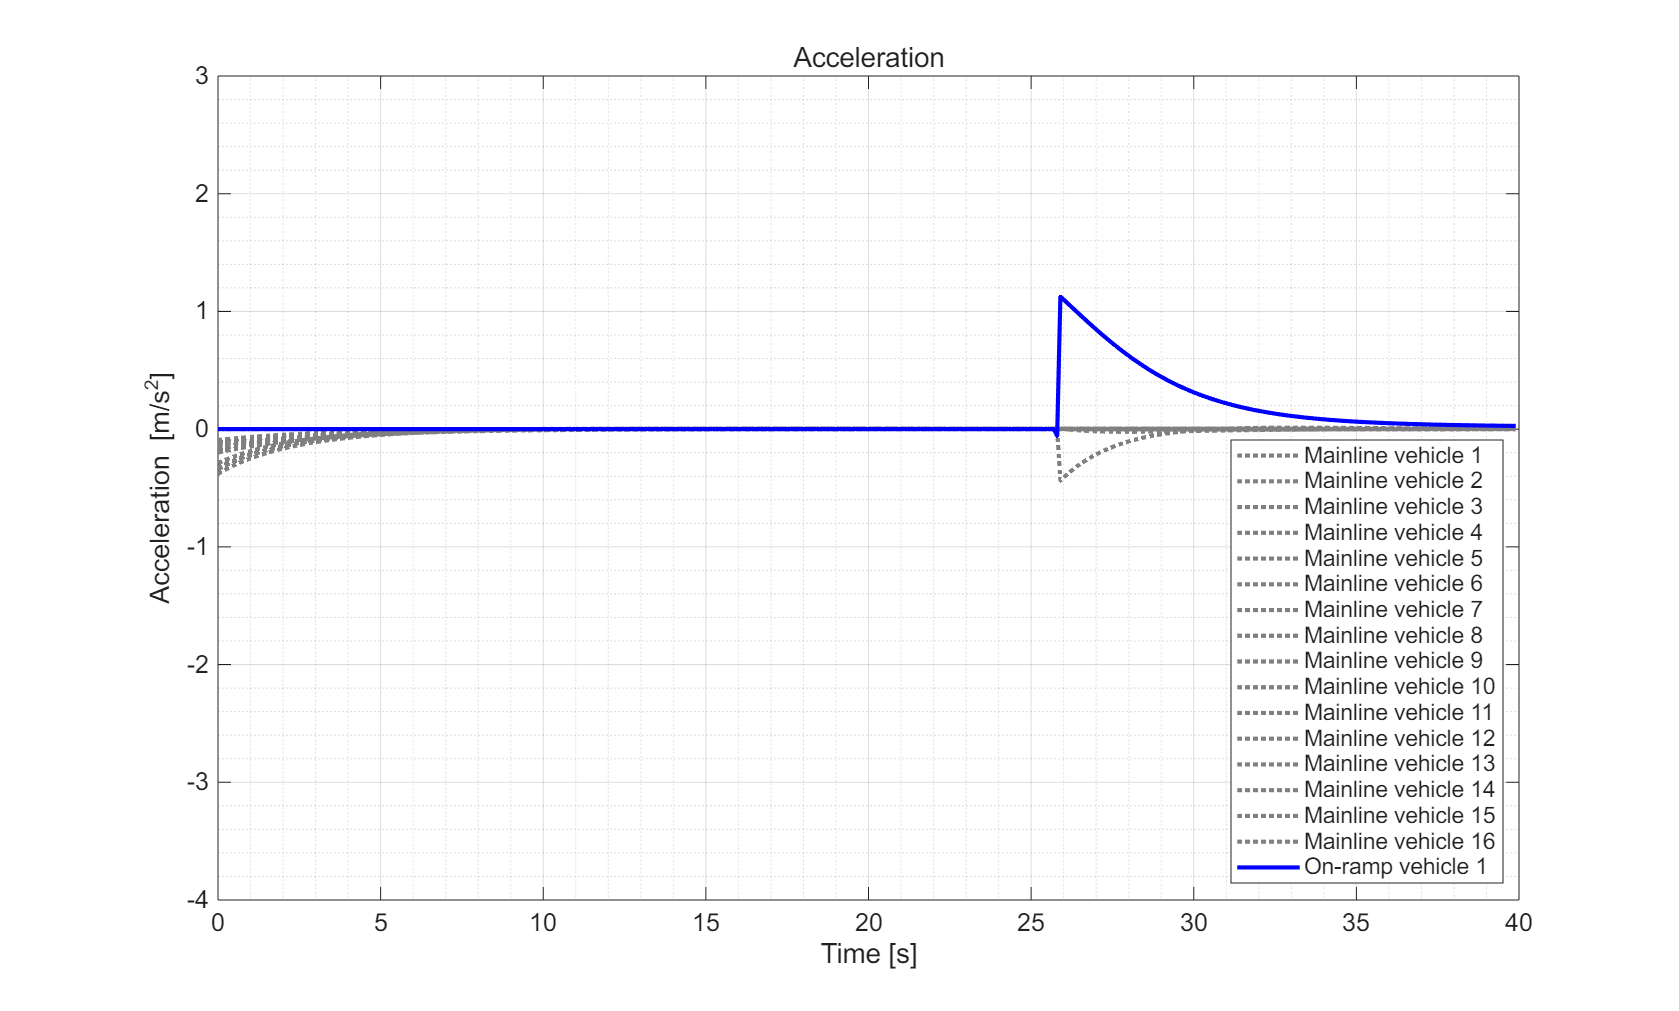 Acceleration
3
2
1
0
-1
-2
-3
-4
Acceleration [m/s²]
0 5 10 15 20 25 30 35 40
Time [s]
Mainline vehicle 1
Mainline vehicle 2
Mainline vehicle 3
Mainline vehicle 4
Mainline vehicle 5
Mainline vehicle 6
Mainline vehicle 7
Mainline vehicle 8
Mainline vehicle 9
Mainline vehicle 10
Mainline vehicle 11
Mainline vehicle 12
Mainline vehicle 13
Mainline vehicle 14
Mainline vehicle 15
Mainline vehicle 16
On-ramp vehicle 1